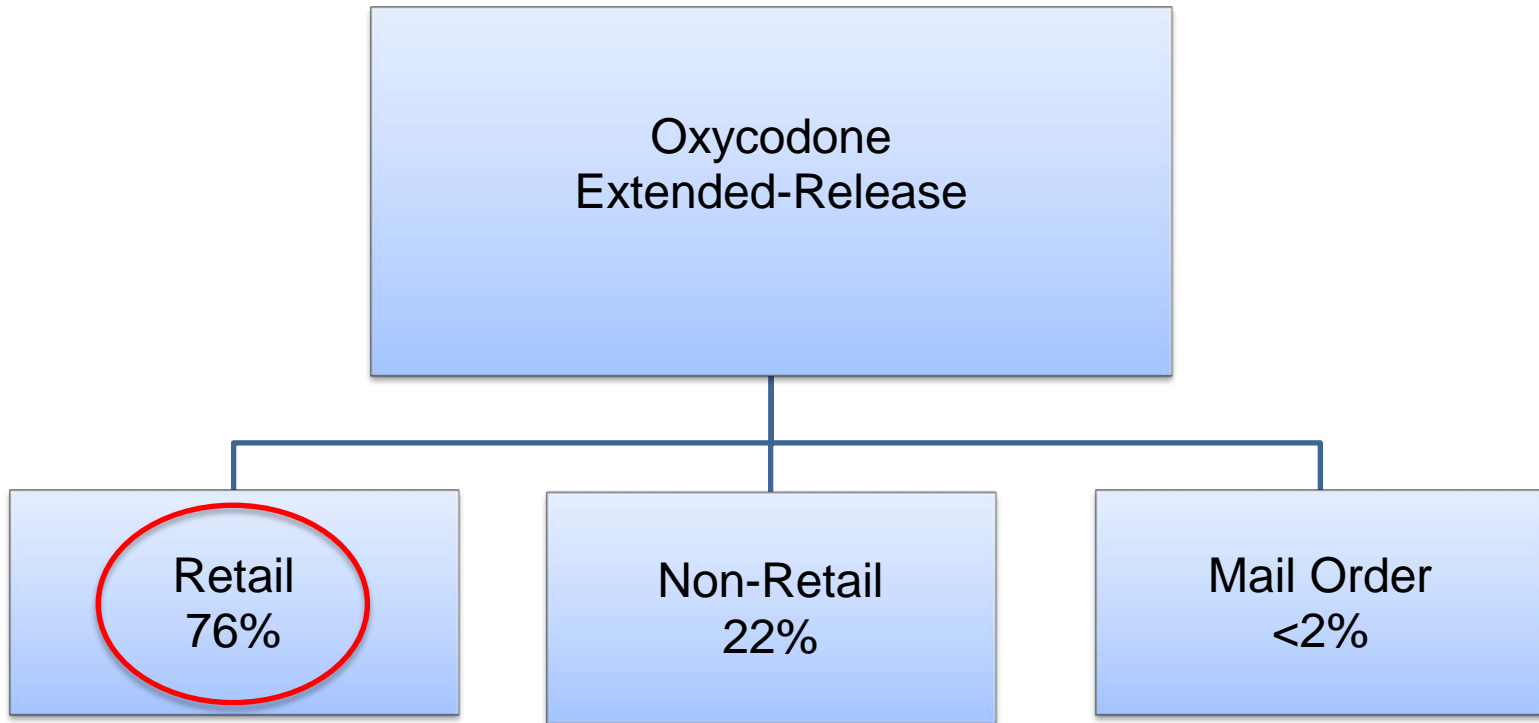 Oxycodone
Extended-Release
Retail
76%
Non-Retail
22%
Mail Order
<2%